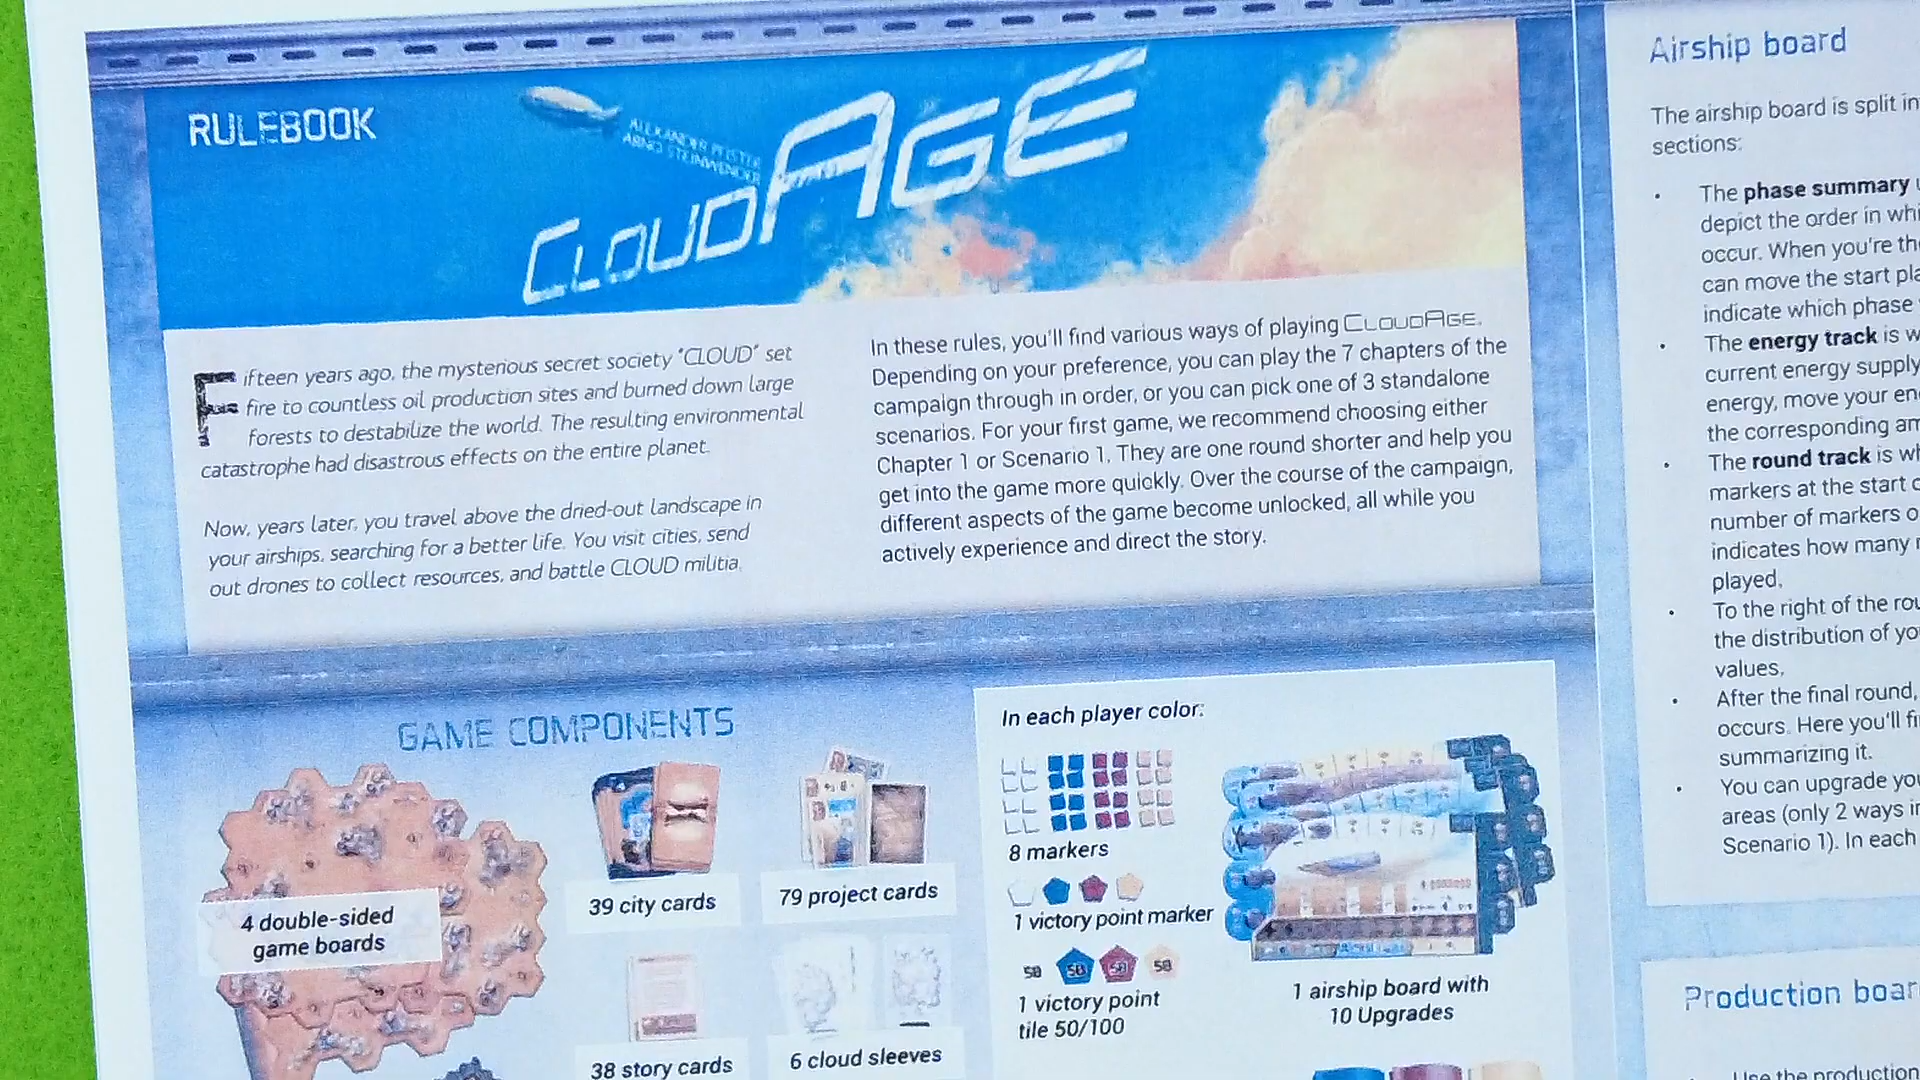 RULEBOOK
ALEXANDER PFISTER
ARNO STEINWENDER
CLOUDAGE
Fifteen years ago, the mysterious secret society "CLOUD" set
fire to countless oil production sites and burned down large
forests to destabilize the world. The resulting environmental
catastrophe had disastrous effects on the entire planet.
Now, years later, you travel above the dried-out landscape in
your airships, searching for a better life. You visit cities, send
out drones to collect resources, and battle CLOUD militia.
In these rules, you'll find various ways of playing CLOUDAGE.
Depending on your preference, you can play the 7 chapters of the
campaign through in order, or you can pick one of 3 standalone
scenarios. For your first game, we recommend choosing either
Chapter 1 or Scenario 1. They are one round shorter and help you
get into the game more quickly. Over the course of the campaign,
different aspects of the game become unlocked, all while you
actively experience and direct the story.
GAME COMPONENTS
4 double-sided
game boards
39 city cards
79 project cards
38 story cards
6 cloud sleeves
In each player color:
8 markers
1 victory point marker
50 50 50 50
1 victory point
tile 50/100
1 airship board with
10 Upgrades
Airship board
The airship board is split in
sections:
• The phase summary
depict the order in
occur. When you're
can move the start
indicate which phase
• The energy track is
current energy supply
energy, move your
the corresponding
• The round track is
markers at the start
number of markers
indicates how many
played.
• To the right of the
the distribution of
values.
• After the final round,
occurs. Here you'll
summarizing it.
• You can upgrade
areas (only 2 ways
Scenario 1). In each
Production
Use the production